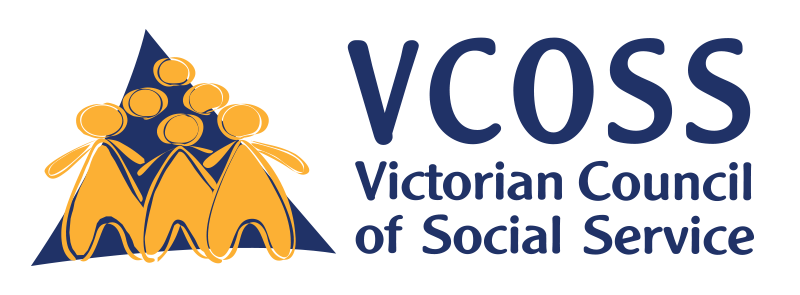 VCOSS
Victorian Council
of Social Service